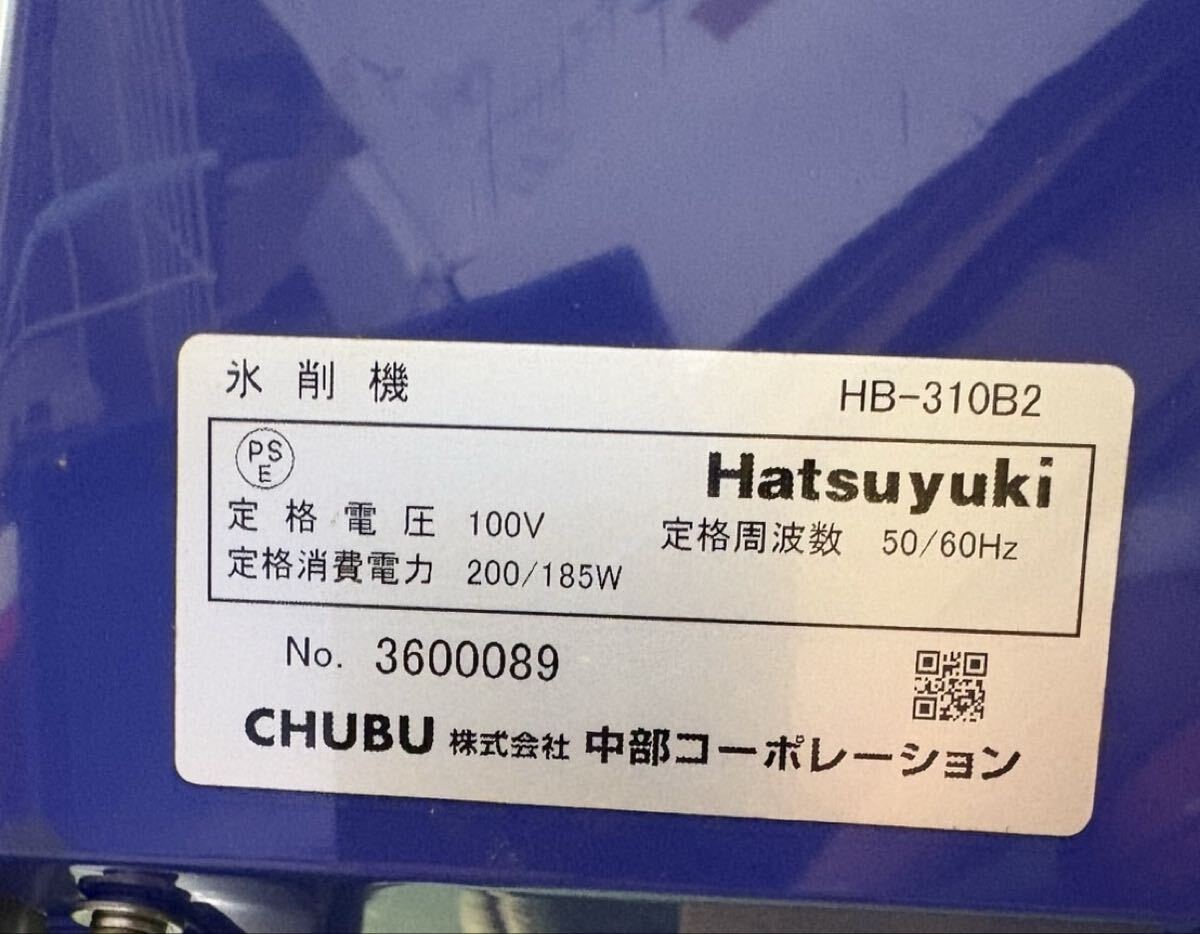 氷削機 HB-310B2
PS
E
Hatsuyuki
定格電圧 100V 定格周波数 50/60Hz
定格消費電力 200/185W
No. 3600089
CHUBU 株式会社 中部コーポレーション